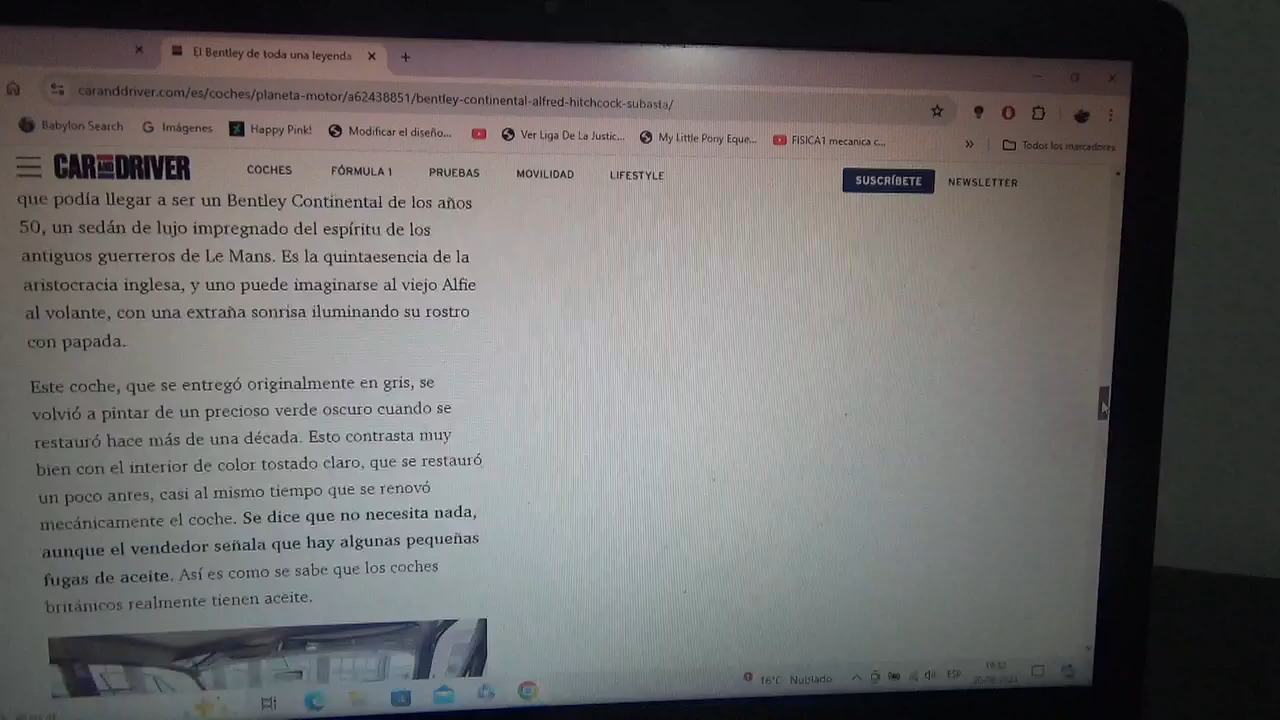 El Bentley de toda una leyenda
caranddriver.com/es/coches/planeta-motor/a62438851/bentley-continental-alfred-hitchcock-subasta/
Babylon Search Imágenes Happy Pink! Modificar el diseño... Ver Liga De La Justic... My Little Pony Eque... FISICA1 mecanica c... » Todos los marcadores
CAR AND DRIVER COCHES FÓRMULA 1 PRUEBAS MOVILIDAD LIFESTYLE SUSCRÍBETE NEWSLETTER
que podía llegar a ser un Bentley Continental de los años
50, un sedán de lujo impregnado del espíritu de los
antiguos guerreros de Le Mans. Es la quintaesencia de la
aristocracia inglesa, y uno puede imaginarse al viejo Alfie
al volante, con una extraña sonrisa iluminando su rostro
con papada.
Este coche, que se entregó originalmente en gris, se
volvió a pintar de un precioso verde oscuro cuando se
restauró hace más de una década. Esto contrasta muy
bien con el interior de color tostado claro, que se restauró
un poco antes, casi al mismo tiempo que se renovó
mecánicamente el coche. Se dice que no necesita nada,
aunque el vendedor señala que hay algunas pequeñas
fugas de aceite. Así es como se sabe que los coches
británicos realmente tienen aceite.
16°C Nublado ESP